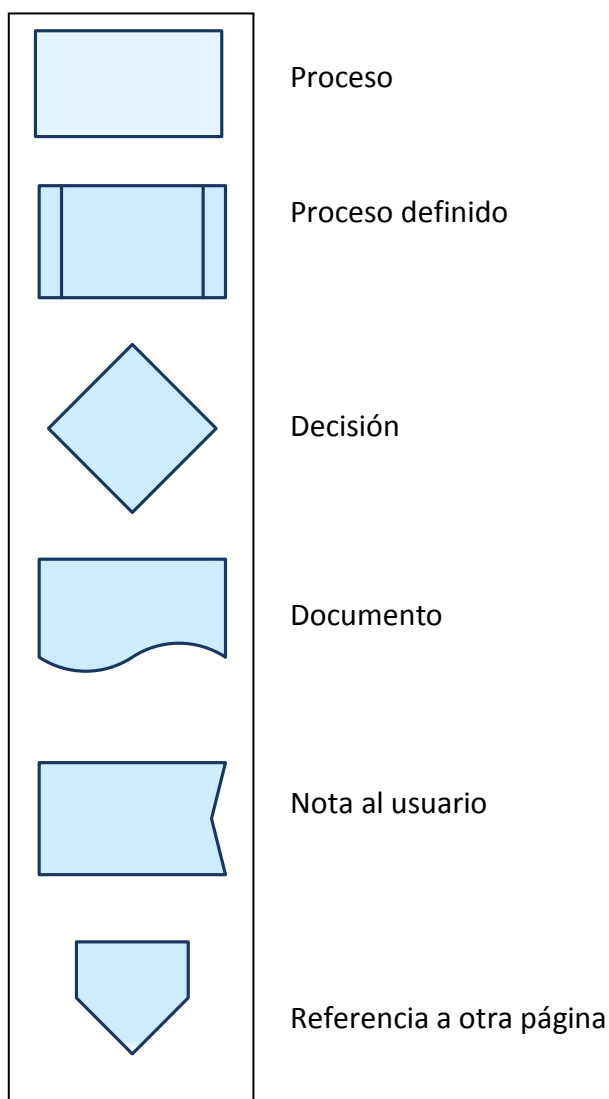 Proceso
Proceso definido
Decisión
Documento
Nota al usuario
Referencia a otra página